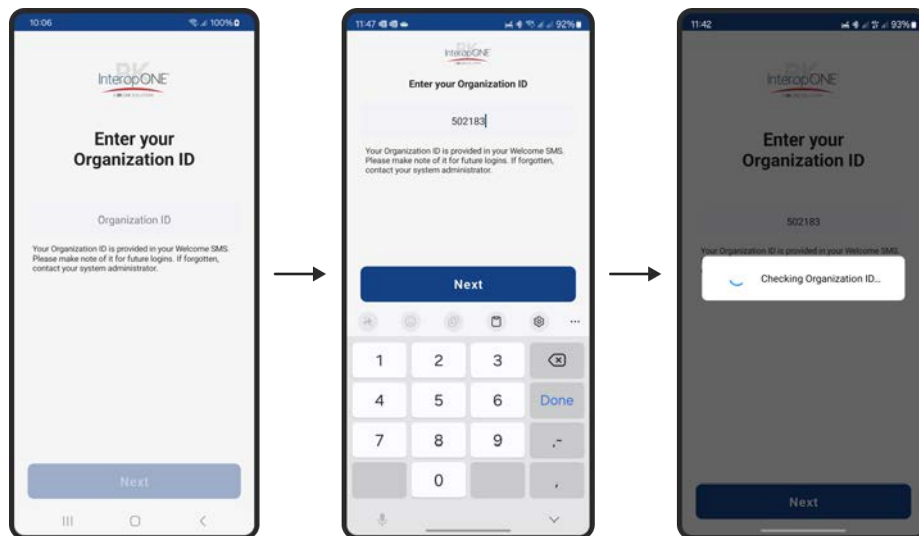 10:06
100%
InteropONE
Enter your
Organization ID
Organization ID
Your Organization ID is provided in your Welcome SMS.
Please make note of it for future logins. If forgotten,
contact your system administrator.
Next
11:47
92%
InteropONE
Enter your Organization ID
502183
Your Organization ID is provided in your Welcome SMS.
Please make note of it for future logins. If forgotten,
contact your system administrator.
Next
1 2 3
4 5 6 Done
7 8 9 .-
0 ,
11:42
93%
InteropONE
Enter your
Organization ID
502183
Your Organization ID is provided in your Welcome SMS.
Checking Organization ID...
Next